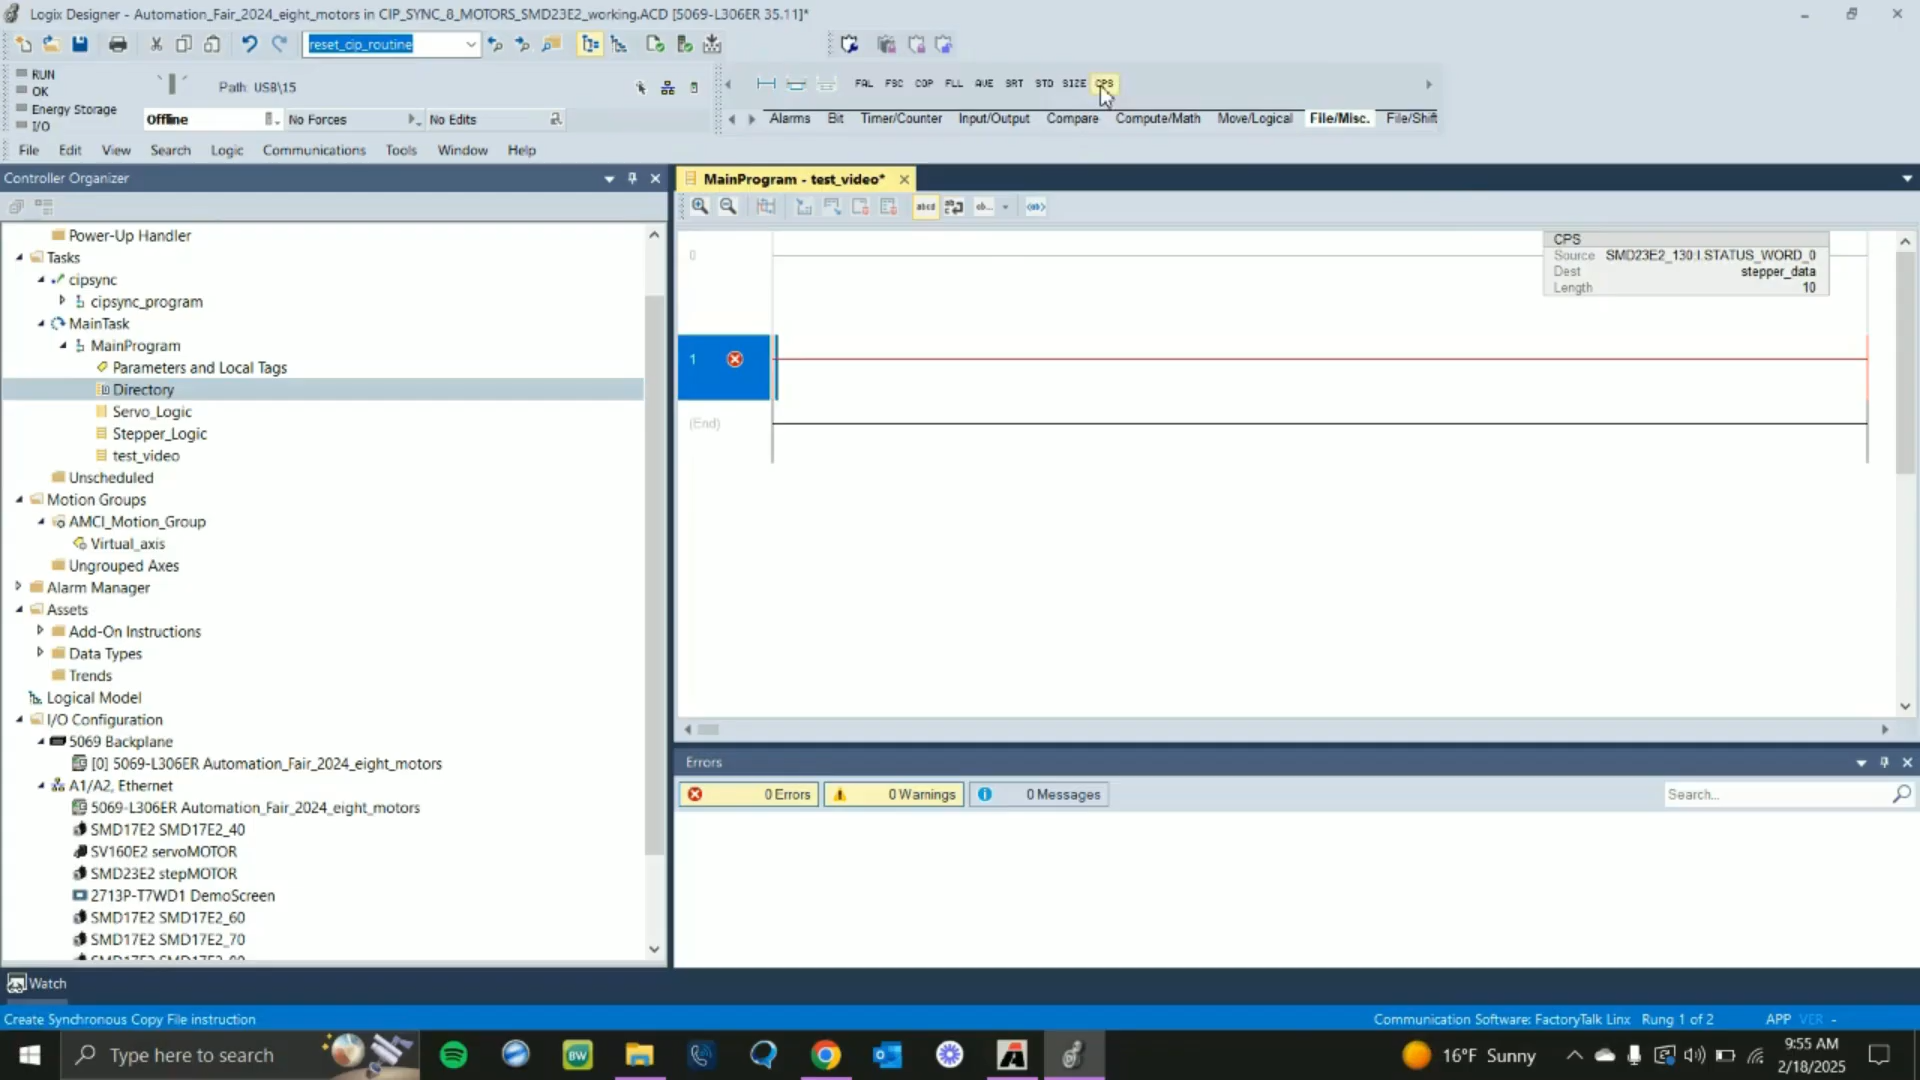 Logix Designer - Automation_Fair_2024_eight_motors in CIP_SYNC_8_MOTORS_SMD23E2_working.ACD [5069-L306ER 35.11]*
reset_cip_routine
RUN
OK
Energy Storage
I/O
Path: USB\15
Offline
No Forces
No Edits
FAL FSC COP FLL AVE SRT STD SIZE CPS
Alarms Bit Timer/Counter Input/Output Compare Compute/Math Move/Logical File/Misc. File/Shift
File Edit View Search Logic Communications Tools Window Help
Controller Organizer
MainProgram - test_video*
Power-Up Handler
Tasks
cipsync
cipsync_program
MainTask
MainProgram
Parameters and Local Tags
Directory
Servo_Logic
Stepper_Logic
test_video
Unscheduled
Motion Groups
AMCI_Motion_Group
Virtual_axis
Ungrouped Axes
Alarm Manager
Assets
Add-On Instructions
Data Types
Trends
Logical Model
I/O Configuration
5069 Backplane
[0] 5069-L306ER Automation_Fair_2024_eight_motors
A1/A2, Ethernet
5069-L306ER Automation_Fair_2024_eight_motors
SMD17E2 SMD17E2_40
SV160E2 servoMOTOR
SMD23E2 stepMOTOR
2713P-T7WD1 DemoScreen
SMD17E2 SMD17E2_60
SMD17E2 SMD17E2_70
abcd
ab...
0
CPS
Source SMD23E2_130:I.STATUS_WORD_0
Dest stepper_data
Length 10
1
(End)
Errors
0 Errors
0 Warnings
0 Messages
Search...
Watch
Create Synchronous Copy File instruction
Communication Software: FactoryTalk Linx
Rung 1 of 2
APP VER
Type here to search
BW
16°F Sunny
9:55 AM
2/18/2025